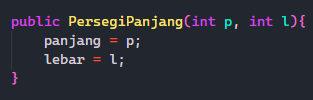 public PersegiPanjang(int p, int l){
    panjang = p;
    lebar = l;
}